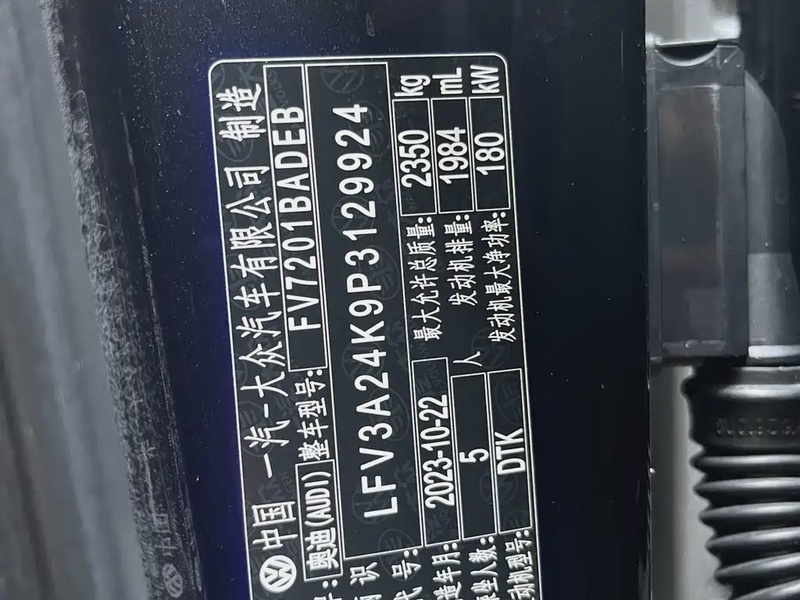 中国 一汽-大众汽车有限公司 制造
奥迪(AUDI) 整车型号: FV7201BADEB
LFV3A24K9P3129924
2023-10-22 最大允许总质量: 2350 kg
乘坐人数: 5 人 发动机排量: 1984 mL
发动机型号: DTK 发动机最大净功率: 180 kW